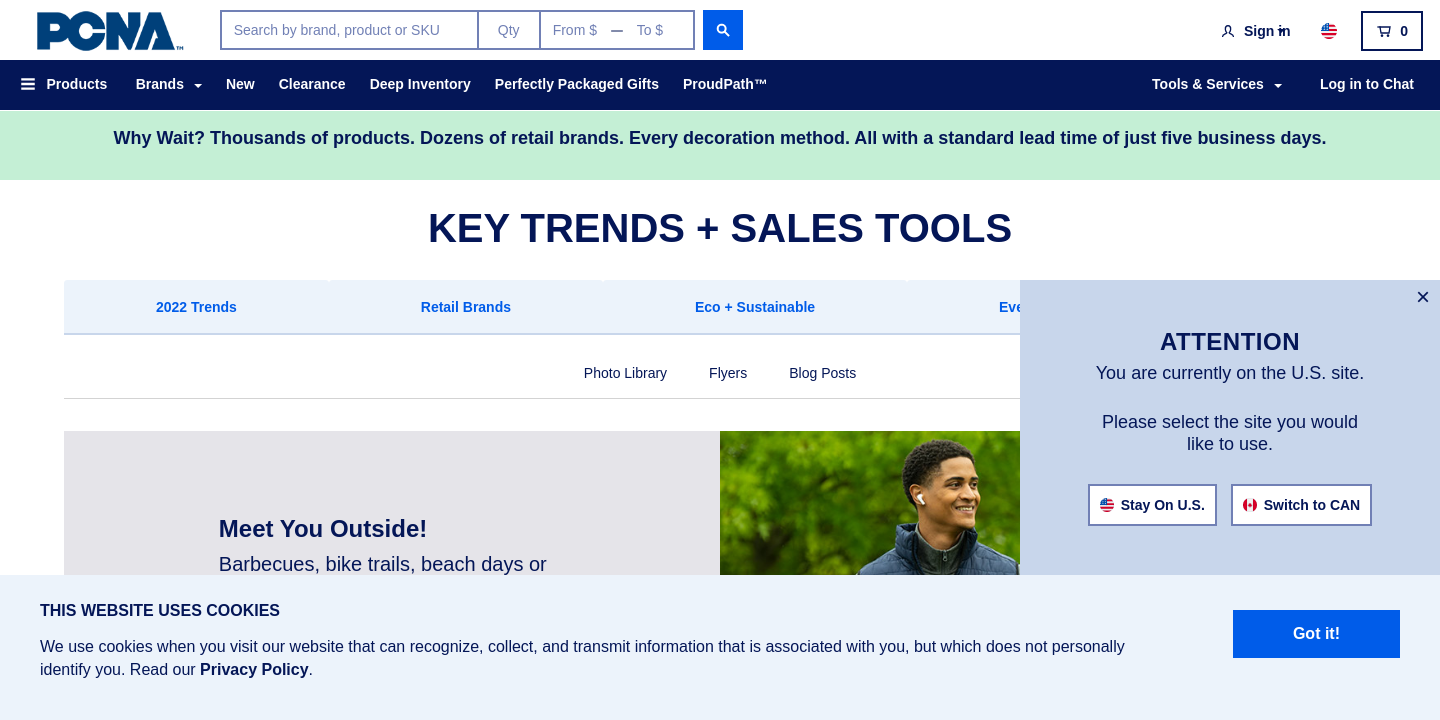 PCNA™
Search by brand, product or SKU
Qty
From $ — To $
Sign in
0
Products
Brands
New
Clearance
Deep Inventory
Perfectly Packaged Gifts
ProudPath™
Tools & Services
Log in to Chat
Why Wait? Thousands of products. Dozens of retail brands. Every decoration method. All with a standard lead time of just five business days.
KEY TRENDS + SALES TOOLS
2022 Trends
Retail Brands
Eco + Sustainable
Photo Library
Flyers
Blog Posts
ATTENTION
You are currently on the U.S. site.
Please select the site you would
like to use.
Stay On U.S.
Switch to CAN
Meet You Outside!
Barbecues, bike trails, beach days or
THIS WEBSITE USES COOKIES
We use cookies when you visit our website that can recognize, collect, and transmit information that is associated with you, but which does not personally
identify you. Read our Privacy Policy.
Got it!